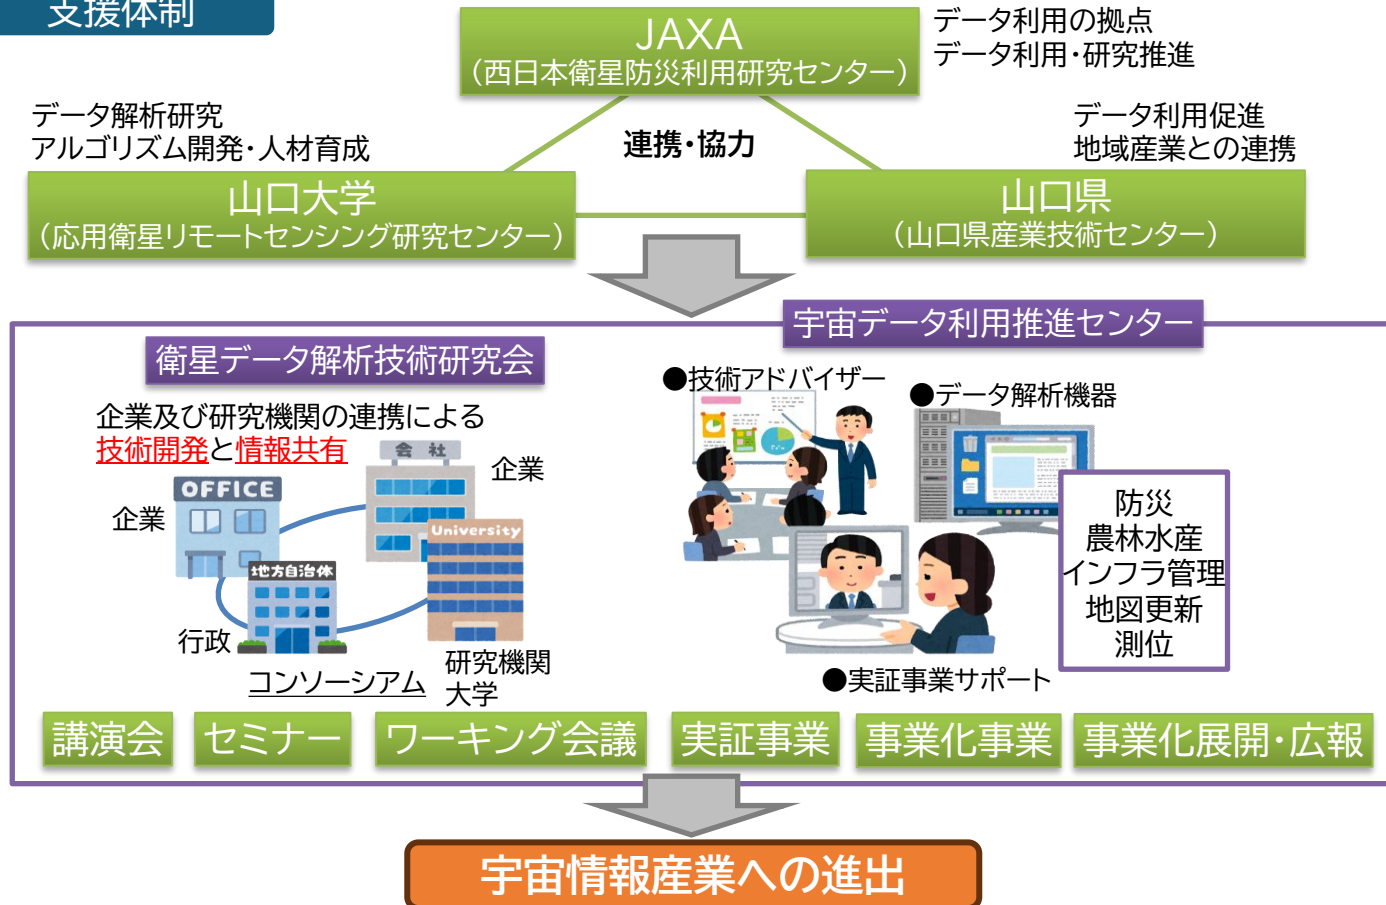 支援体制
JAXA
（西日本衛星防災利用研究センター）
データ利用の拠点
データ利用・研究推進
データ解析研究
アルゴリズム開発・人材育成
連携・協力
データ利用促進
地域産業との連携
山口大学
（応用衛星リモートセンシング研究センター）
山口県
（山口県産業技術センター）
宇宙データ利用推進センター
衛星データ解析技術研究会
企業及び研究機関の連携による
技術開発と情報共有
会社
企業
OFFICE
企業
University
地方自治体
行政
コンソーシアム
研究機関
大学
●技術アドバイザー
●データ解析機器
防災
農林水産
インフラ管理
地図更新
測位
●実証事業サポート
講演会
セミナー
ワーキング会議
実証事業
事業化事業
事業化展開・広報
宇宙情報産業への進出